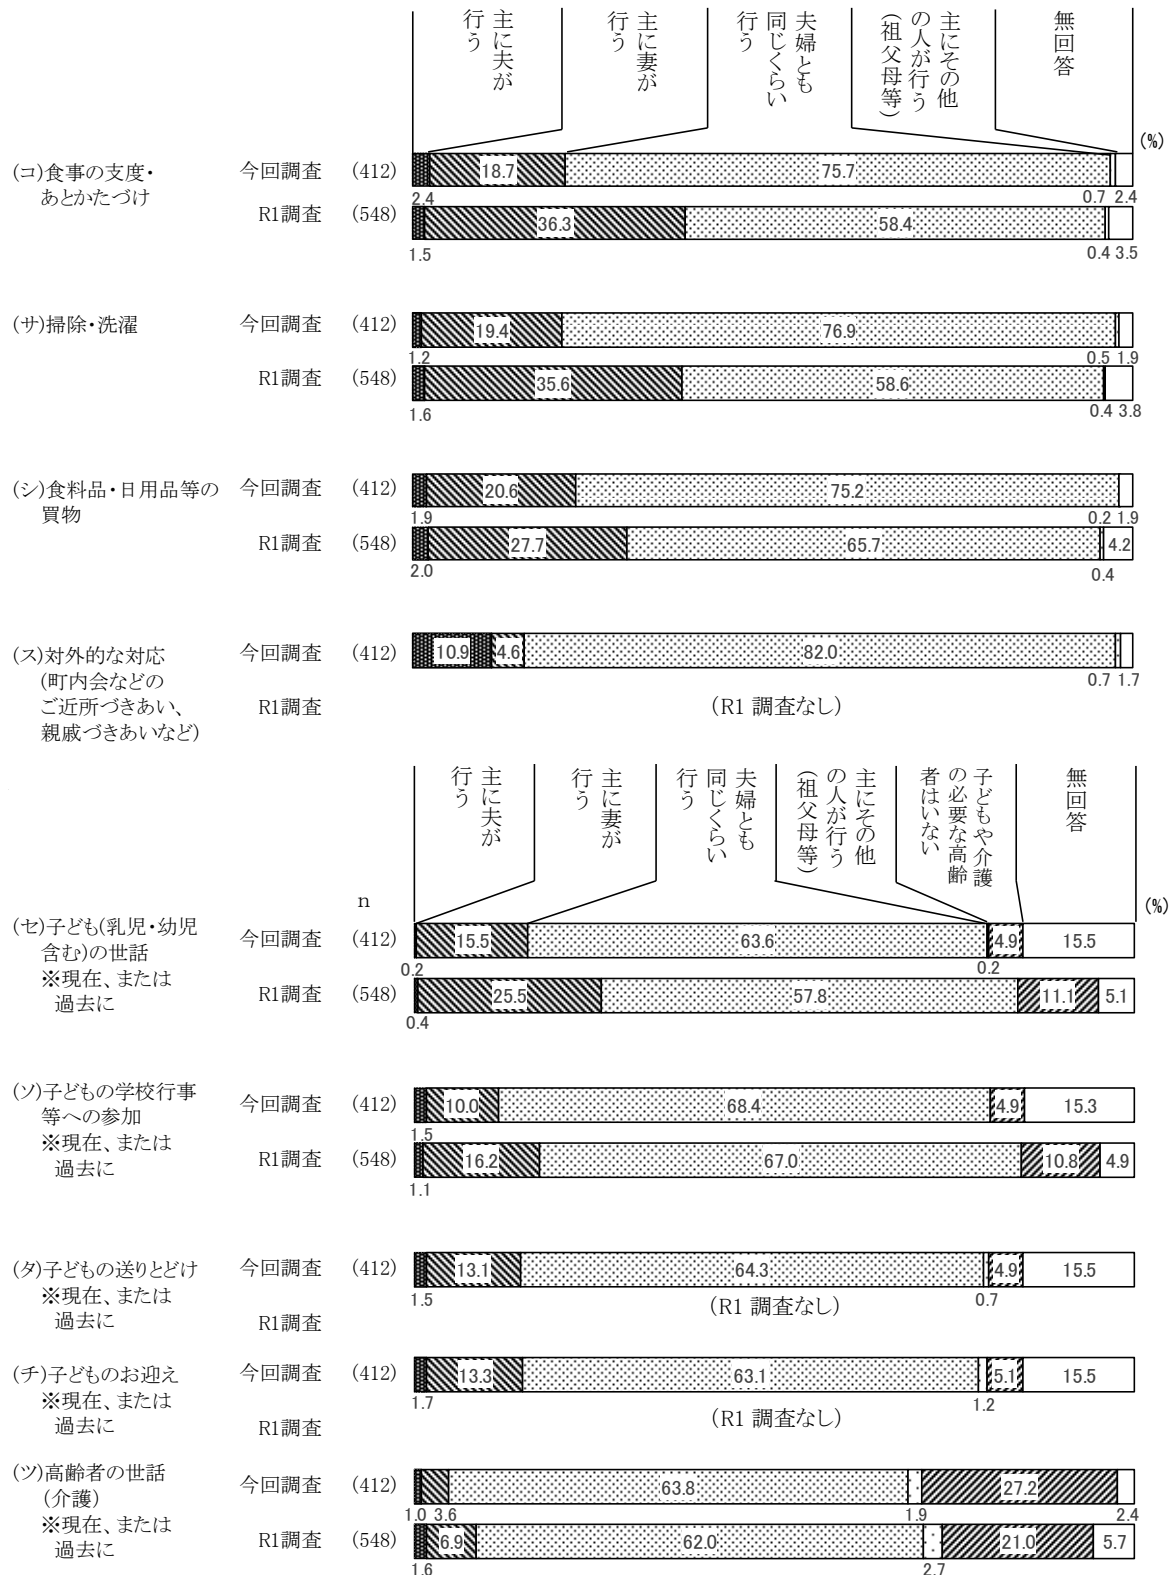 主に夫が
行う
主に妻が
行う
夫婦とも
同じくらい
行う
主にその他
の人が行う
(祖父母等)
無回答
(%)
(コ)食事の支度・
あとかたづけ
今回調査 (412) 18.7 75.7
2.4 0.7 2.4
R1調査 (548) 36.3 58.4
1.5 0.4 3.5
(サ)掃除・洗濯 今回調査 (412) 19.4 76.9
1.2 0.5 1.9
R1調査 (548) 35.6 58.6
1.6 0.4 3.8
(シ)食料品・日用品等の
買物
今回調査 (412) 20.6 75.2
1.9 0.2 1.9
R1調査 (548) 27.7 65.7 4.2
2.0 0.4
(ス)対外的な対応
(町内会などの
ご近所づきあい、
親戚づきあいなど)
今回調査 (412) 10.9 4.6 82.0
0.7 1.7
R1調査 (R1 調査なし)
主に夫が
行う
主に妻が
行う
夫婦とも
同じくらい
行う
主にその他
の人が行う
(祖父母等)
子どもや介護
の必要な高齢
者はいない
無回答
n (%)
(セ)子ども(乳児・幼児
含む)の世話
※現在、または
過去に
今回調査 (412) 15.5 63.6 4.9 15.5
0.2 0.2
R1調査 (548) 25.5 57.8 11.1 5.1
0.4
(ソ)子どもの学校行事
等への参加
※現在、または
過去に
今回調査 (412) 10.0 68.4 4.9 15.3
1.5
R1調査 (548) 16.2 67.0 10.8 4.9
1.1
(タ)子どもの送りとどけ
※現在、または
過去に
今回調査 (412) 13.1 64.3 4.9 15.5
1.5 0.7
R1調査 (R1 調査なし)
(チ)子どものお迎え
※現在、または
過去に
今回調査 (412) 13.3 63.1 5.1 15.5
1.7 1.2
R1調査 (R1 調査なし)
(ツ)高齢者の世話
(介護)
※現在、または
過去に
今回調査 (412) 63.8 27.2
1.0 3.6 1.9 2.4
R1調査 (548) 6.9 62.0 21.0 5.7
1.6 2.7